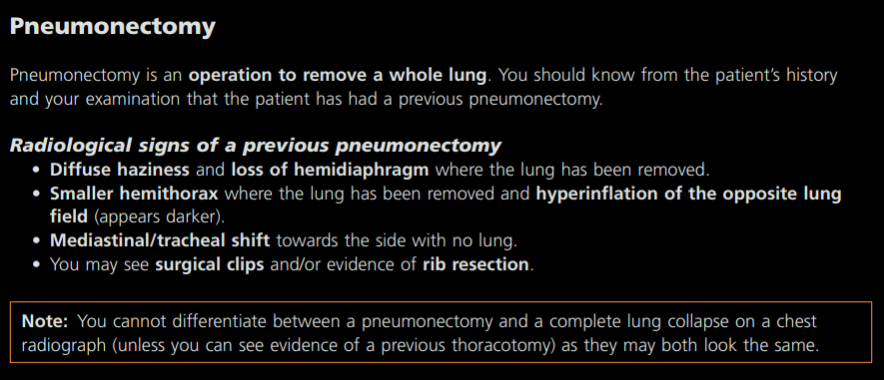 Pneumonectomy
Pneumonectomy is an operation to remove a whole lung. You should know from the patient's history
and your examination that the patient has had a previous pneumonectomy.
Radiological signs of a previous pneumonectomy
• Diffuse haziness and loss of hemidiaphragm where the lung has been removed.
• Smaller hemithorax where the lung has been removed and hyperinflation of the opposite lung
field (appears darker).
• Mediastinal/tracheal shift towards the side with no lung.
• You may see surgical clips and/or evidence of rib resection.
Note: You cannot differentiate between a pneumonectomy and a complete lung collapse on a chest
radiograph (unless you can see evidence of a previous thoracotomy) as they may both look the same.